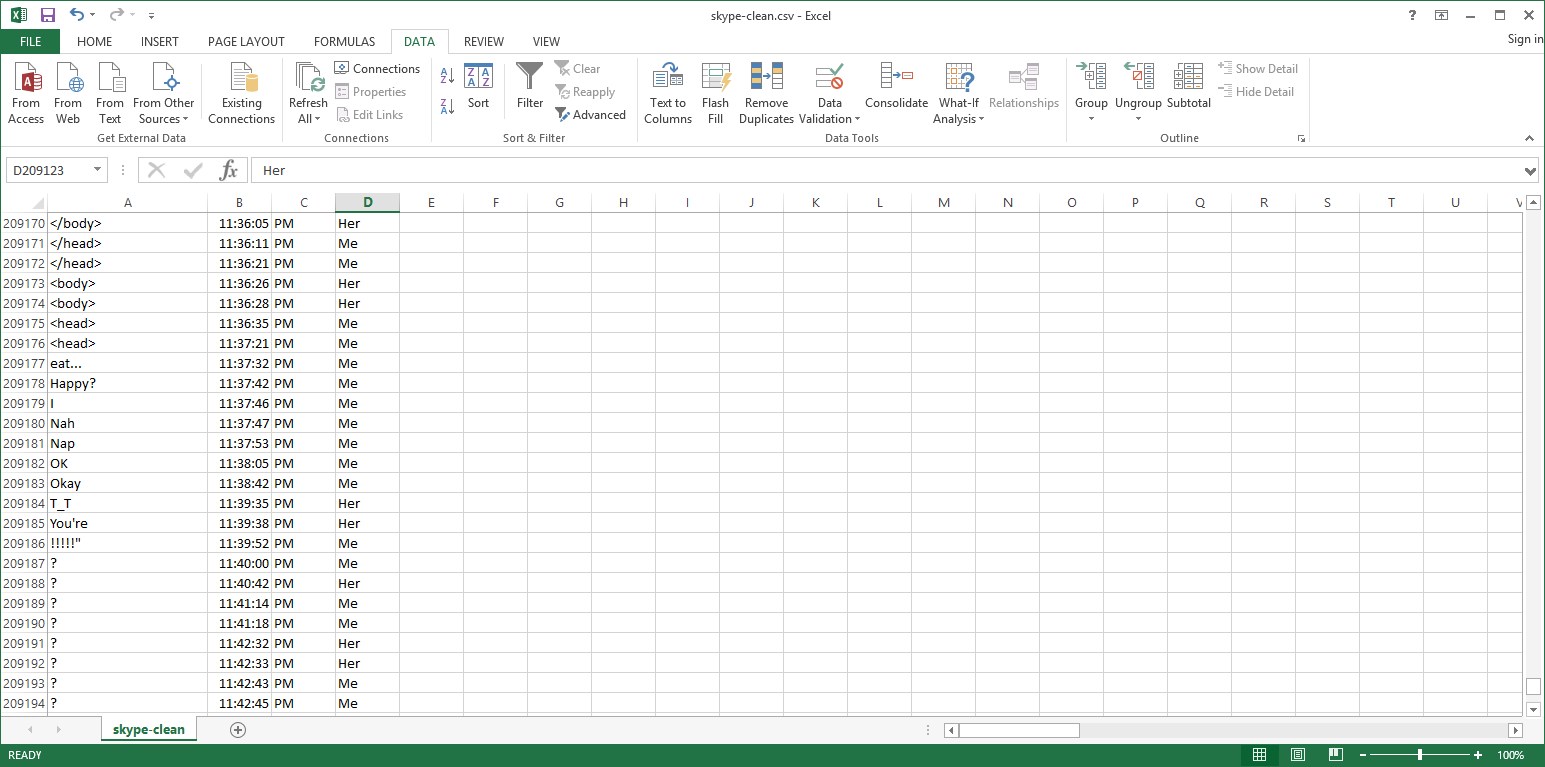 skype-clean.csv - Excel
?
FILE HOME INSERT PAGE LAYOUT FORMULAS DATA REVIEW VIEW Sign in
From Access
From Web
From Text
From Other Sources
Existing Connections
Refresh All
Connections
Properties
Edit Links
Sort
Filter
Clear
Reapply
Advanced
Text to Columns
Flash Fill
Remove Duplicates
Data Validation
Consolidate
What-If Analysis
Relationships
Group
Ungroup
Subtotal
Show Detail
Hide Detail
Get External Data Connections Sort & Filter Data Tools Outline
D209123 fx Her
A B C D E F G H I J K L M N O P Q R S T U V
209170 </body> 11:36:05 PM Her
209171 </head> 11:36:11 PM Me
209172 </head> 11:36:21 PM Me
209173 <body> 11:36:26 PM Her
209174 <body> 11:36:28 PM Her
209175 <head> 11:36:35 PM Me
209176 <head> 11:37:21 PM Me
209177 eat... 11:37:32 PM Me
209178 Happy? 11:37:42 PM Me
209179 I 11:37:46 PM Me
209180 Nah 11:37:47 PM Me
209181 Nap 11:37:53 PM Me
209182 OK 11:38:05 PM Me
209183 Okay 11:38:42 PM Me
209184 T_T 11:39:35 PM Her
209185 You're 11:39:38 PM Her
209186 !!!!!" 11:39:52 PM Me
209187 ? 11:40:00 PM Me
209188 ? 11:40:42 PM Her
209189 ? 11:41:14 PM Me
209190 ? 11:41:18 PM Me
209191 ? 11:42:32 PM Her
209192 ? 11:42:33 PM Her
209193 ? 11:42:43 PM Me
209194 ? 11:42:45 PM Me
skype-clean
READY 100%